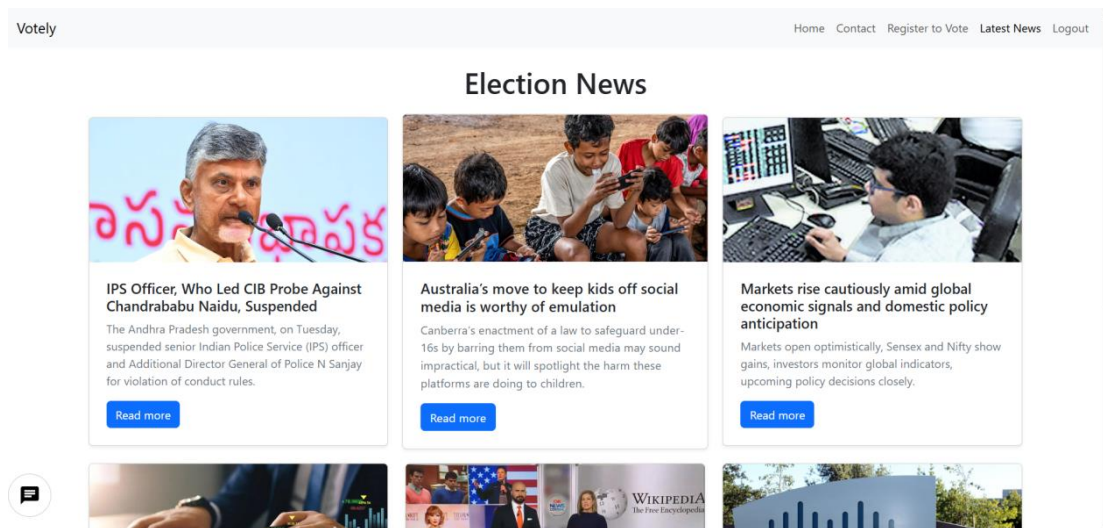 Votely
Home Contact Register to Vote Latest News Logout
Election News
IPS Officer, Who Led CIB Probe Against
Chandrababu Naidu, Suspended
The Andhra Pradesh government, on Tuesday,
suspended senior Indian Police Service (IPS) officer
and Additional Director General of Police N Sanjay
for violation of conduct rules.
Read more
Australia's move to keep kids off social
media is worthy of emulation
Canberra's enactment of a law to safeguard under-
16s by barring them from social media may sound
impractical, but it will spotlight the harm these
platforms are doing to children.
Read more
Markets rise cautiously amid global
economic signals and domestic policy
anticipation
Markets open optimistically, Sensex and Nifty show
gains, investors monitor global indicators,
upcoming policy decisions closely.
Read more
WIKIPEDIA
The Free Encyclopedia